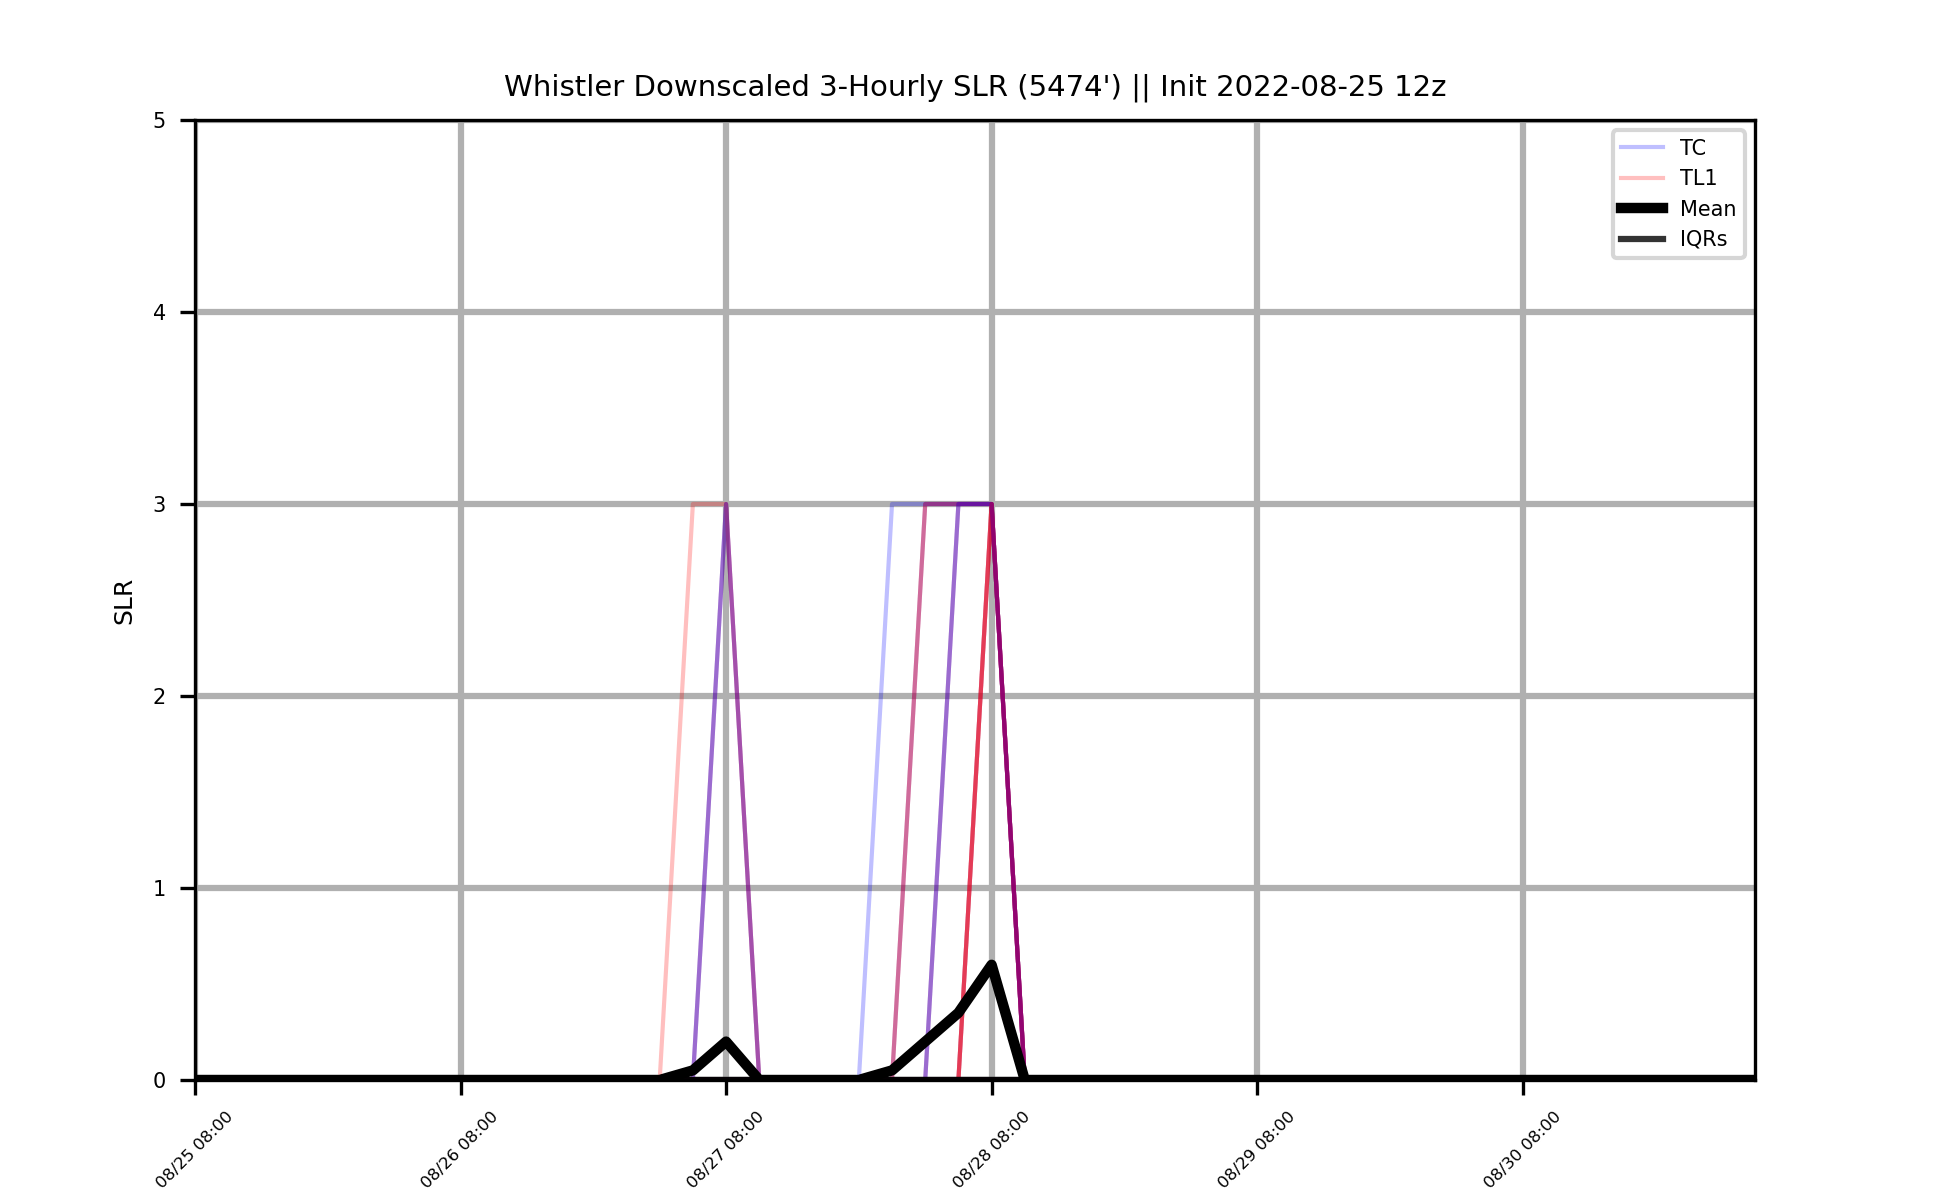 Whistler Downscaled 3-Hourly SLR (5474') || Init 2022-08-25 12z
5
4
3
2
1
0
SLR
TC
TL1
Mean
IQRs
08/25 08:00
08/26 08:00
08/27 08:00
08/28 08:00
08/29 08:00
08/30 08:00